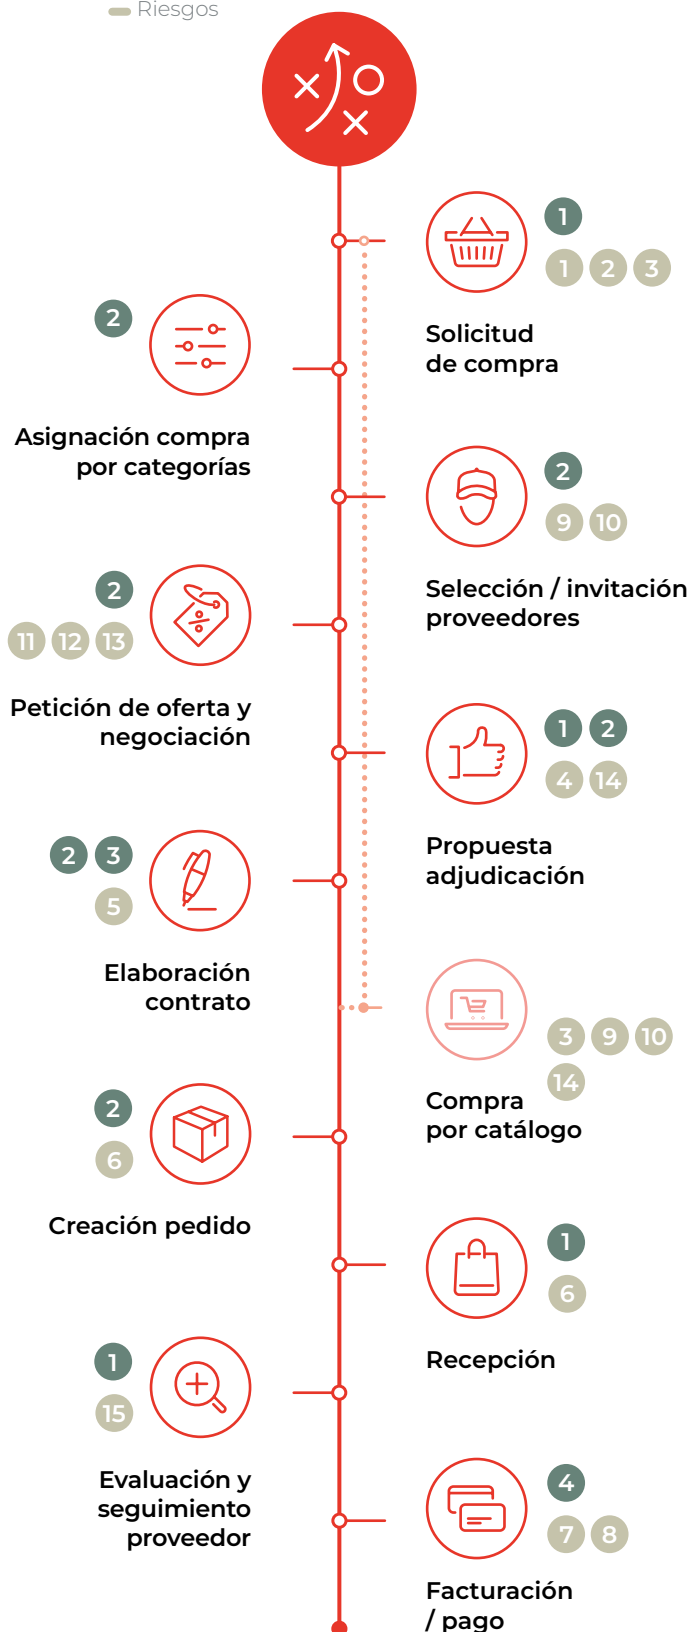 Riesgos
1
1 2 3
Solicitud
de compra
2
Asignación compra
por categorías
2
9 10
Selección / invitación
proveedores
2
11 12 13
Petición de oferta y
negociación
1 2
4 14
Propuesta
adjudicación
2 3
5
Elaboración
contrato
3 9 10
14
Compra
por catálogo
2
6
Creación pedido
1
6
Recepción
1
15
Evaluación y
seguimiento
proveedor
4
7 8
Facturación
/ pago